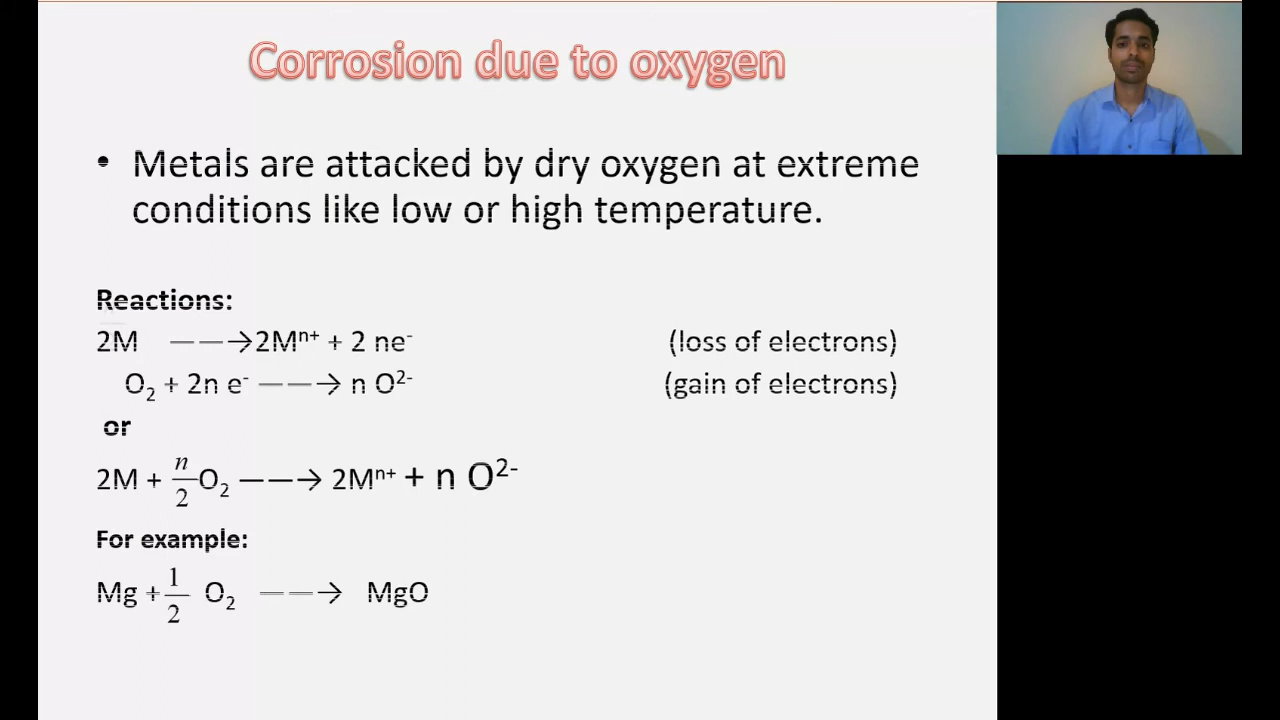 Corrosion due to oxygen
• Metals are attacked by dry oxygen at extreme
conditions like low or high temperature.
Reactions:
2M ——→2Mⁿ⁺ + 2 ne⁻ (loss of electrons)
O₂ + 2n e⁻ ——→ n O²⁻ (gain of electrons)
or
2M + n/2 O₂ ——→ 2Mⁿ⁺ + n O²⁻
For example:
Mg + 1/2 O₂ ——→ MgO